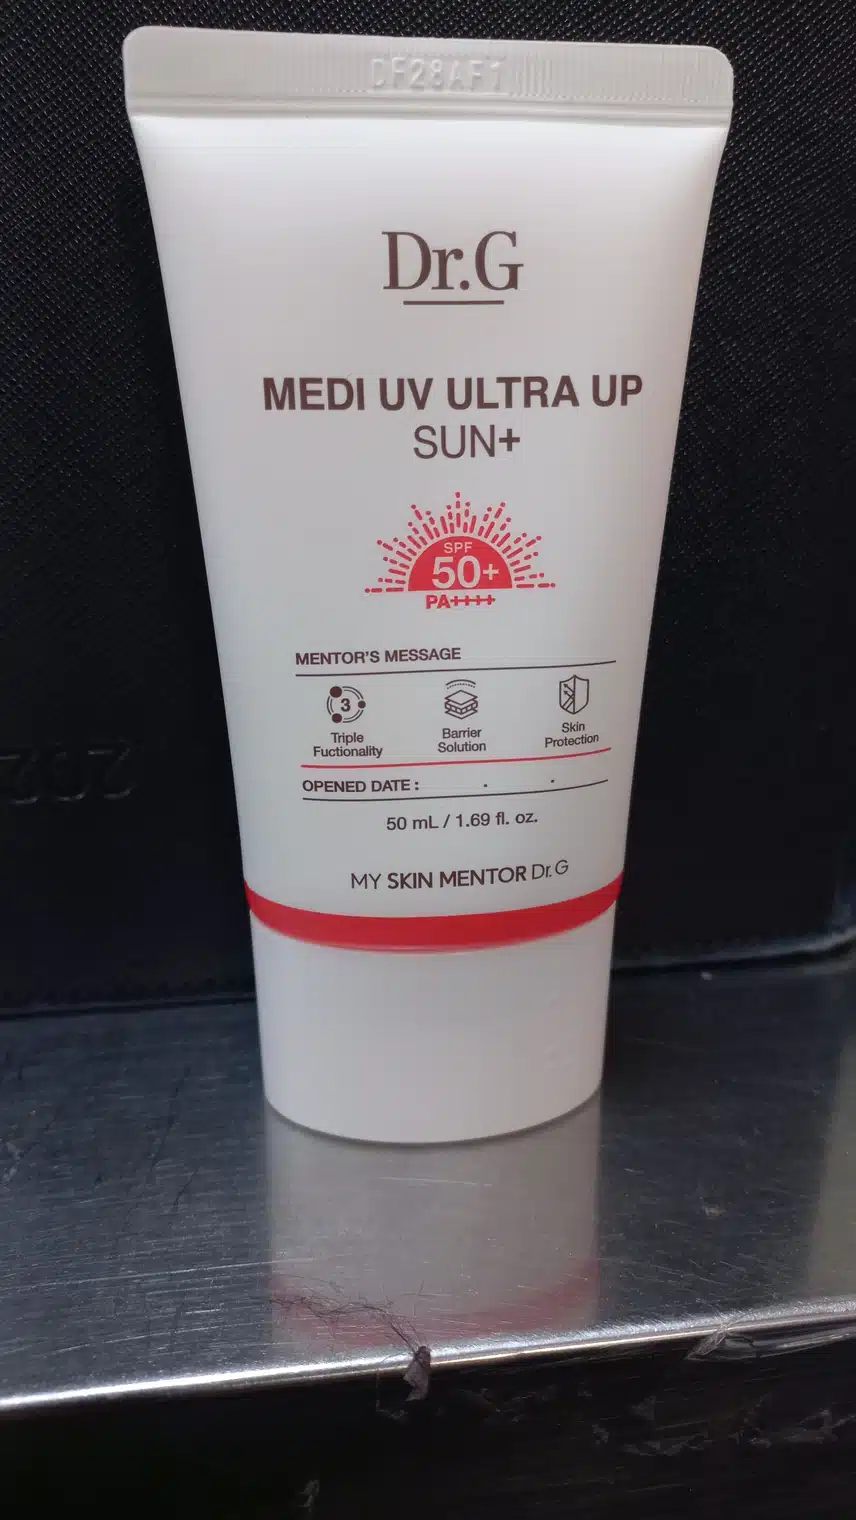 DF28AF1
Dr.G
MEDI UV ULTRA UP
SUN+
SPF
50+
PA++++
MENTOR'S MESSAGE
3
Triple
Fuctionality
Barrier
Solution
Skin
Protection
OPENED DATE : . .
50 mL / 1.69 fl. oz.
MY SKIN MENTOR Dr.G